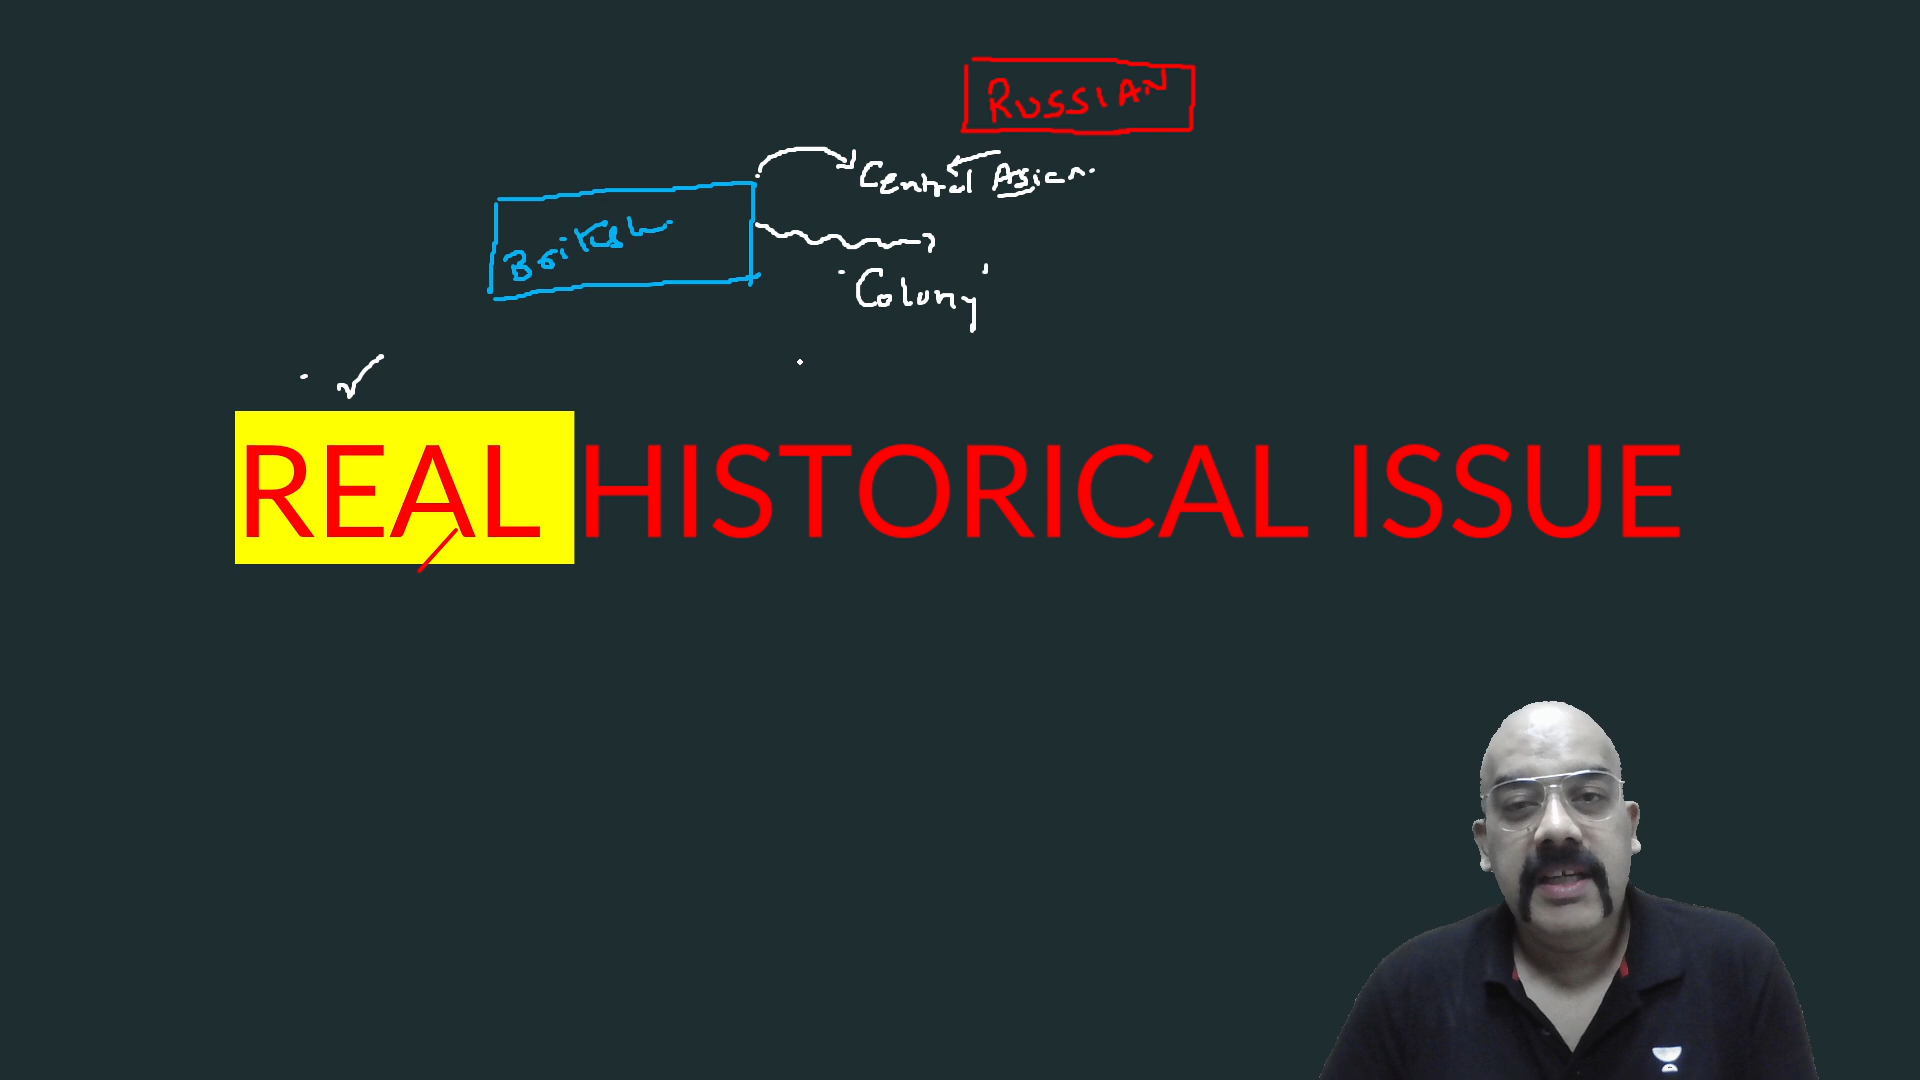 RUSSIAN
Central Asian
British
'Colony'
REAL HISTORICAL ISSUE